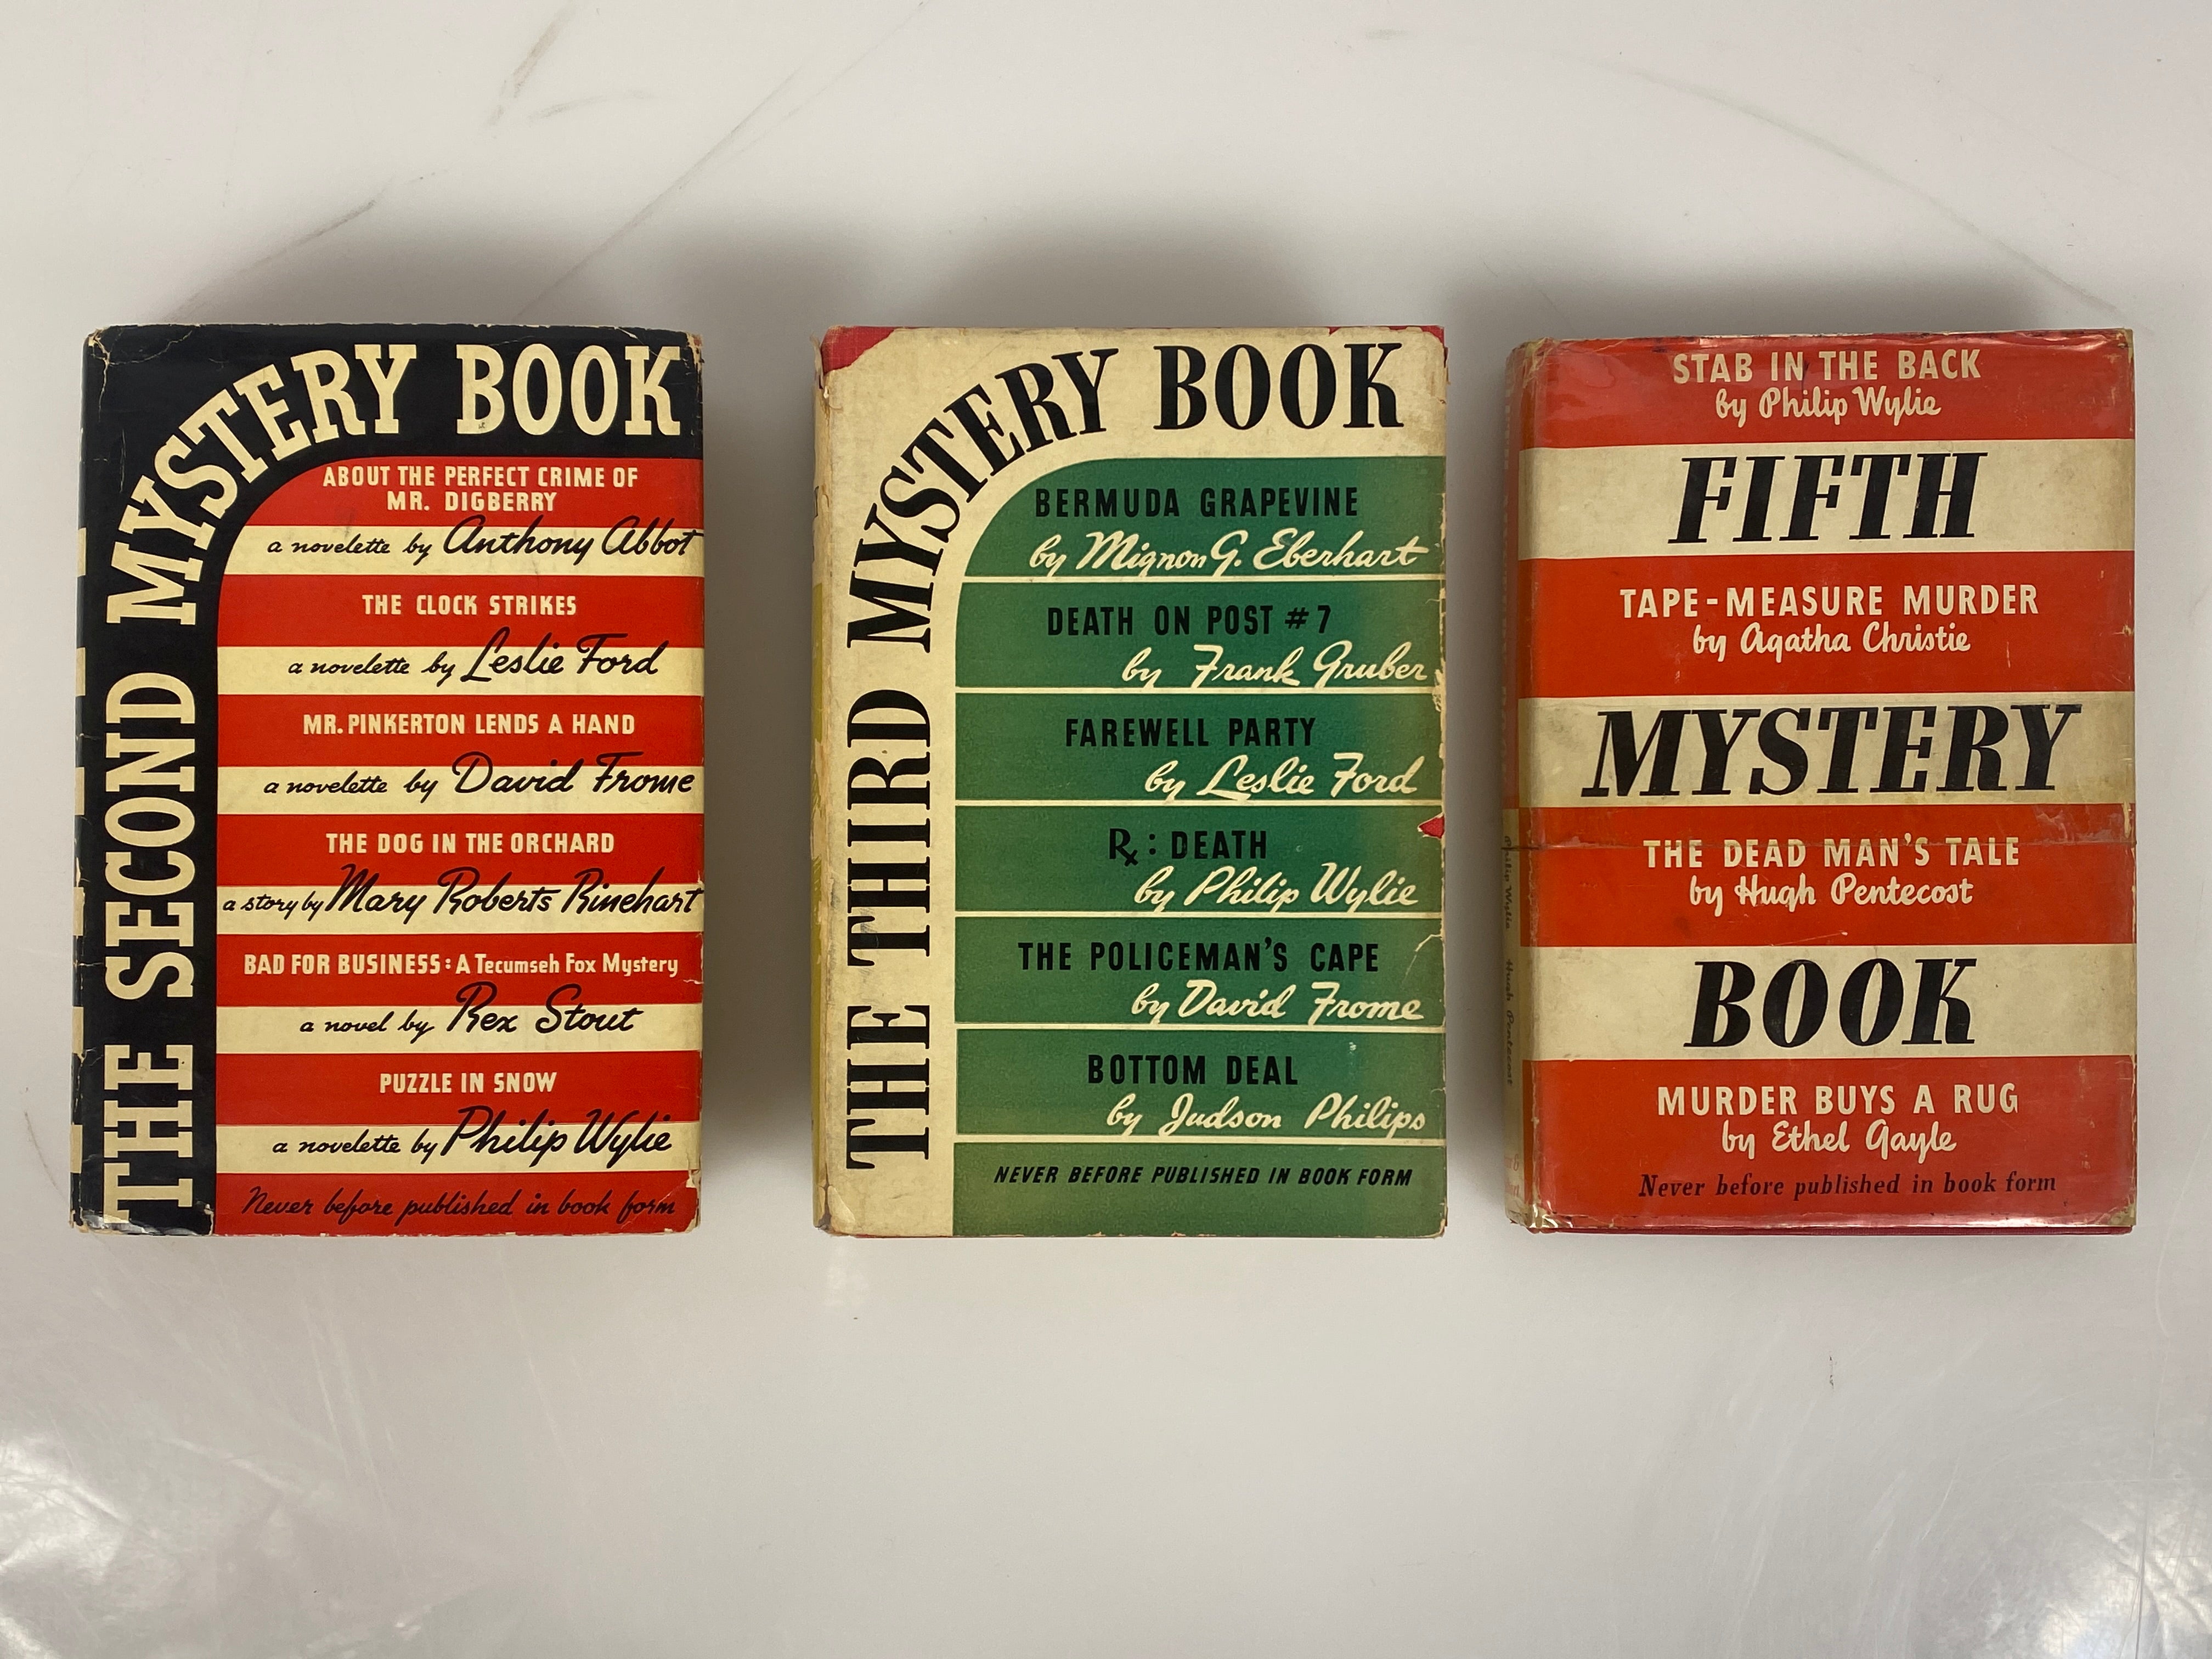 THE SECOND MYSTERY BOOK
ABOUT THE PERFECT CRIME OF
MR. DIGBERRY
a novelette by Anthony Abbot
THE CLOCK STRIKES
a novelette by Leslie Ford
MR. PINKERTON LENDS A HAND
a novelette by David Frome
THE DOG IN THE ORCHARD
a story by Mary Roberts Rinehart
BAD FOR BUSINESS: A Tecumseh Fox Mystery
a novel by Rex Stout
PUZZLE IN SNOW
a novelette by Philip Wylie
Never before published in book form
THE THIRD MYSTERY BOOK
BERMUDA GRAPEVINE
by Mignon G. Eberhart
DEATH ON POST #7
by Frank Gruber
FAREWELL PARTY
by Leslie Ford
℞: DEATH
by Philip Wylie
THE POLICEMAN'S CAPE
by David Frome
BOTTOM DEAL
by Judson Philips
NEVER BEFORE PUBLISHED IN BOOK FORM
STAB IN THE BACK
by Philip Wylie
FIFTH
TAPE-MEASURE MURDER
by Agatha Christie
MYSTERY
THE DEAD MAN'S TALE
by Hugh Pentecost
BOOK
MURDER BUYS A RUG
by Ethel Gayle
Never before published in book form
Philip Wylie
Hugh Pentecost